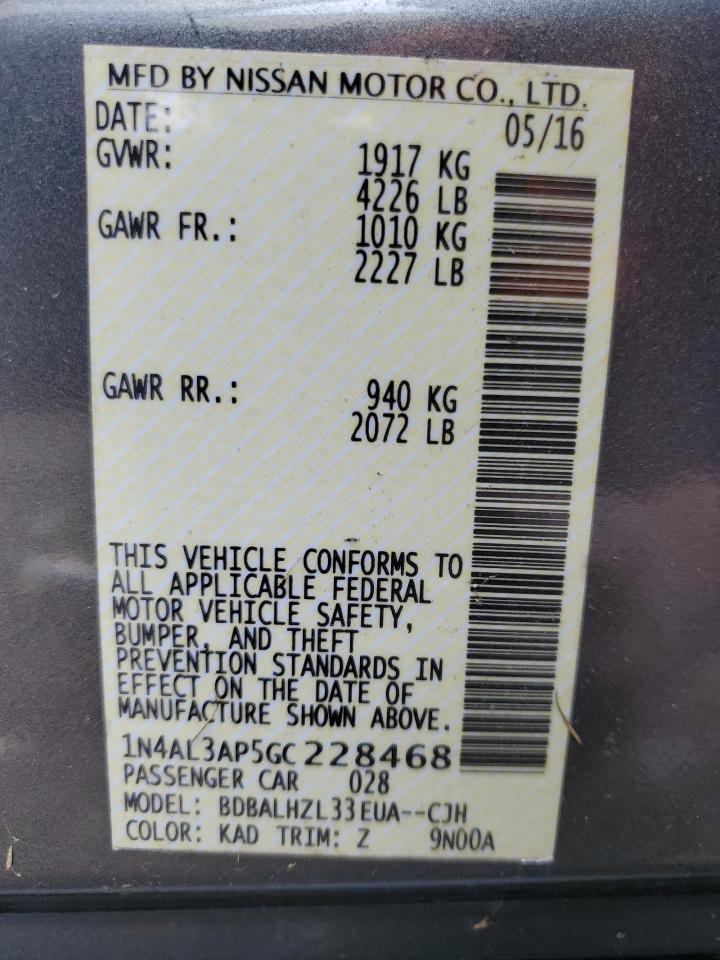 MFD BY NISSAN MOTOR CO., LTD.
DATE: 05/16
GVWR: 1917 KG
4226 LB
GAWR FR.: 1010 KG
2227 LB
GAWR RR.: 940 KG
2072 LB
THIS VEHICLE CONFORMS TO
ALL APPLICABLE FEDERAL
MOTOR VEHICLE SAFETY,
BUMPER, AND THEFT
PREVENTION STANDARDS IN
EFFECT ON THE DATE OF
MANUFACTURE SHOWN ABOVE.
1N4AL3AP5GC228468
PASSENGER CAR 028
MODEL: BDBALHZL33EUA--CJH
COLOR: KAD TRIM: Z 9N00A